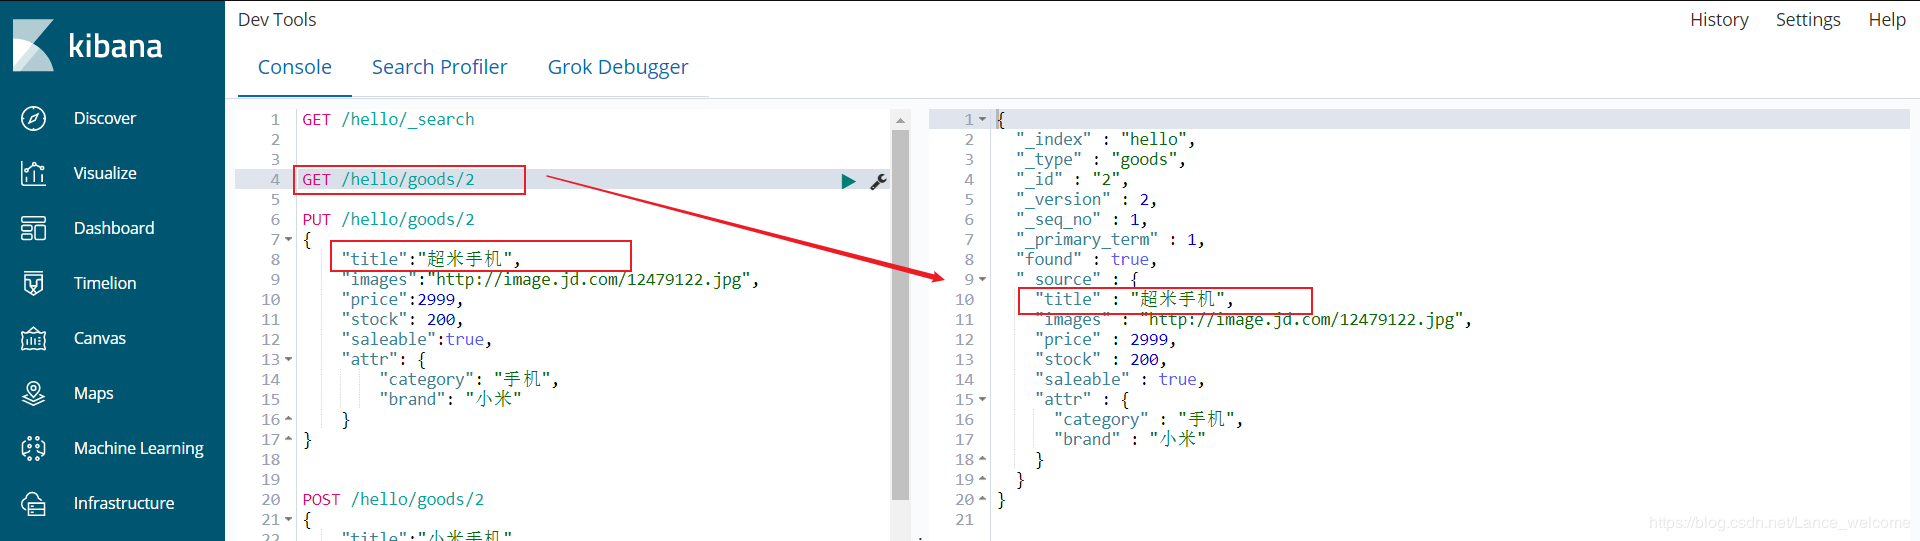 kibana
Discover
Visualize
Dashboard
Timelion
Canvas
Maps
Machine Learning
Infrastructure
Dev Tools
History Settings Help
Console Search Profiler Grok Debugger
1 GET /hello/_search
2
3
4 GET /hello/goods/2
5
6 PUT /hello/goods/2
7 {
8 "title":"超米手机",
9 "images":"http://image.jd.com/12479122.jpg",
10 "price":2999,
11 "stock": 200,
12 "saleable":true,
13 "attr": {
14 "category": "手机",
15 "brand": "小米"
16 }
17 }
18
19
20 POST /hello/goods/2
21 {
22 "title":"小米手机"
1 {
2 "_index" : "hello",
3 "_type" : "goods",
4 "_id" : "2",
5 "_version" : 2,
6 "_seq_no" : 1,
7 "_primary_term" : 1,
8 "found" : true,
9 "_source" : {
10 "title" : "超米手机",
11 "images" : "http://image.jd.com/12479122.jpg",
12 "price" : 2999,
13 "stock" : 200,
14 "saleable" : true,
15 "attr" : {
16 "category" : "手机",
17 "brand" : "小米"
18 }
19 }
20 }
21
https://blog.csdn.net/Lance_welcome